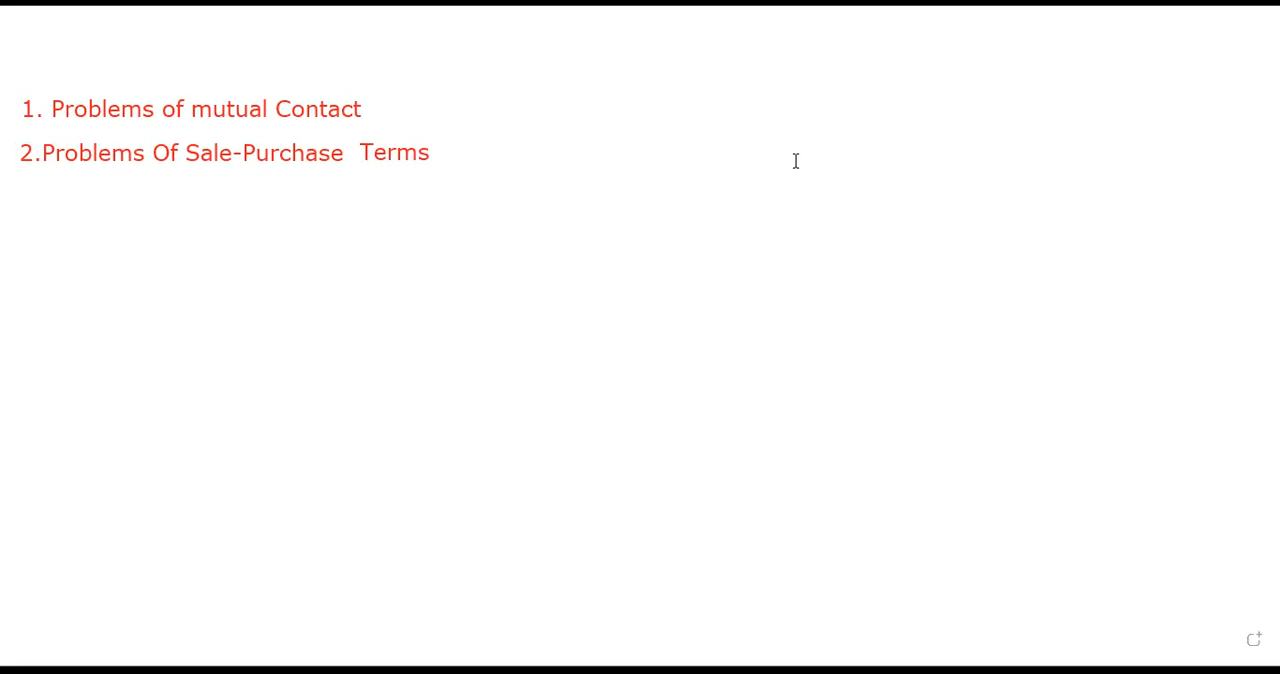 1. Problems of mutual Contact
2.Problems Of Sale-Purchase Terms